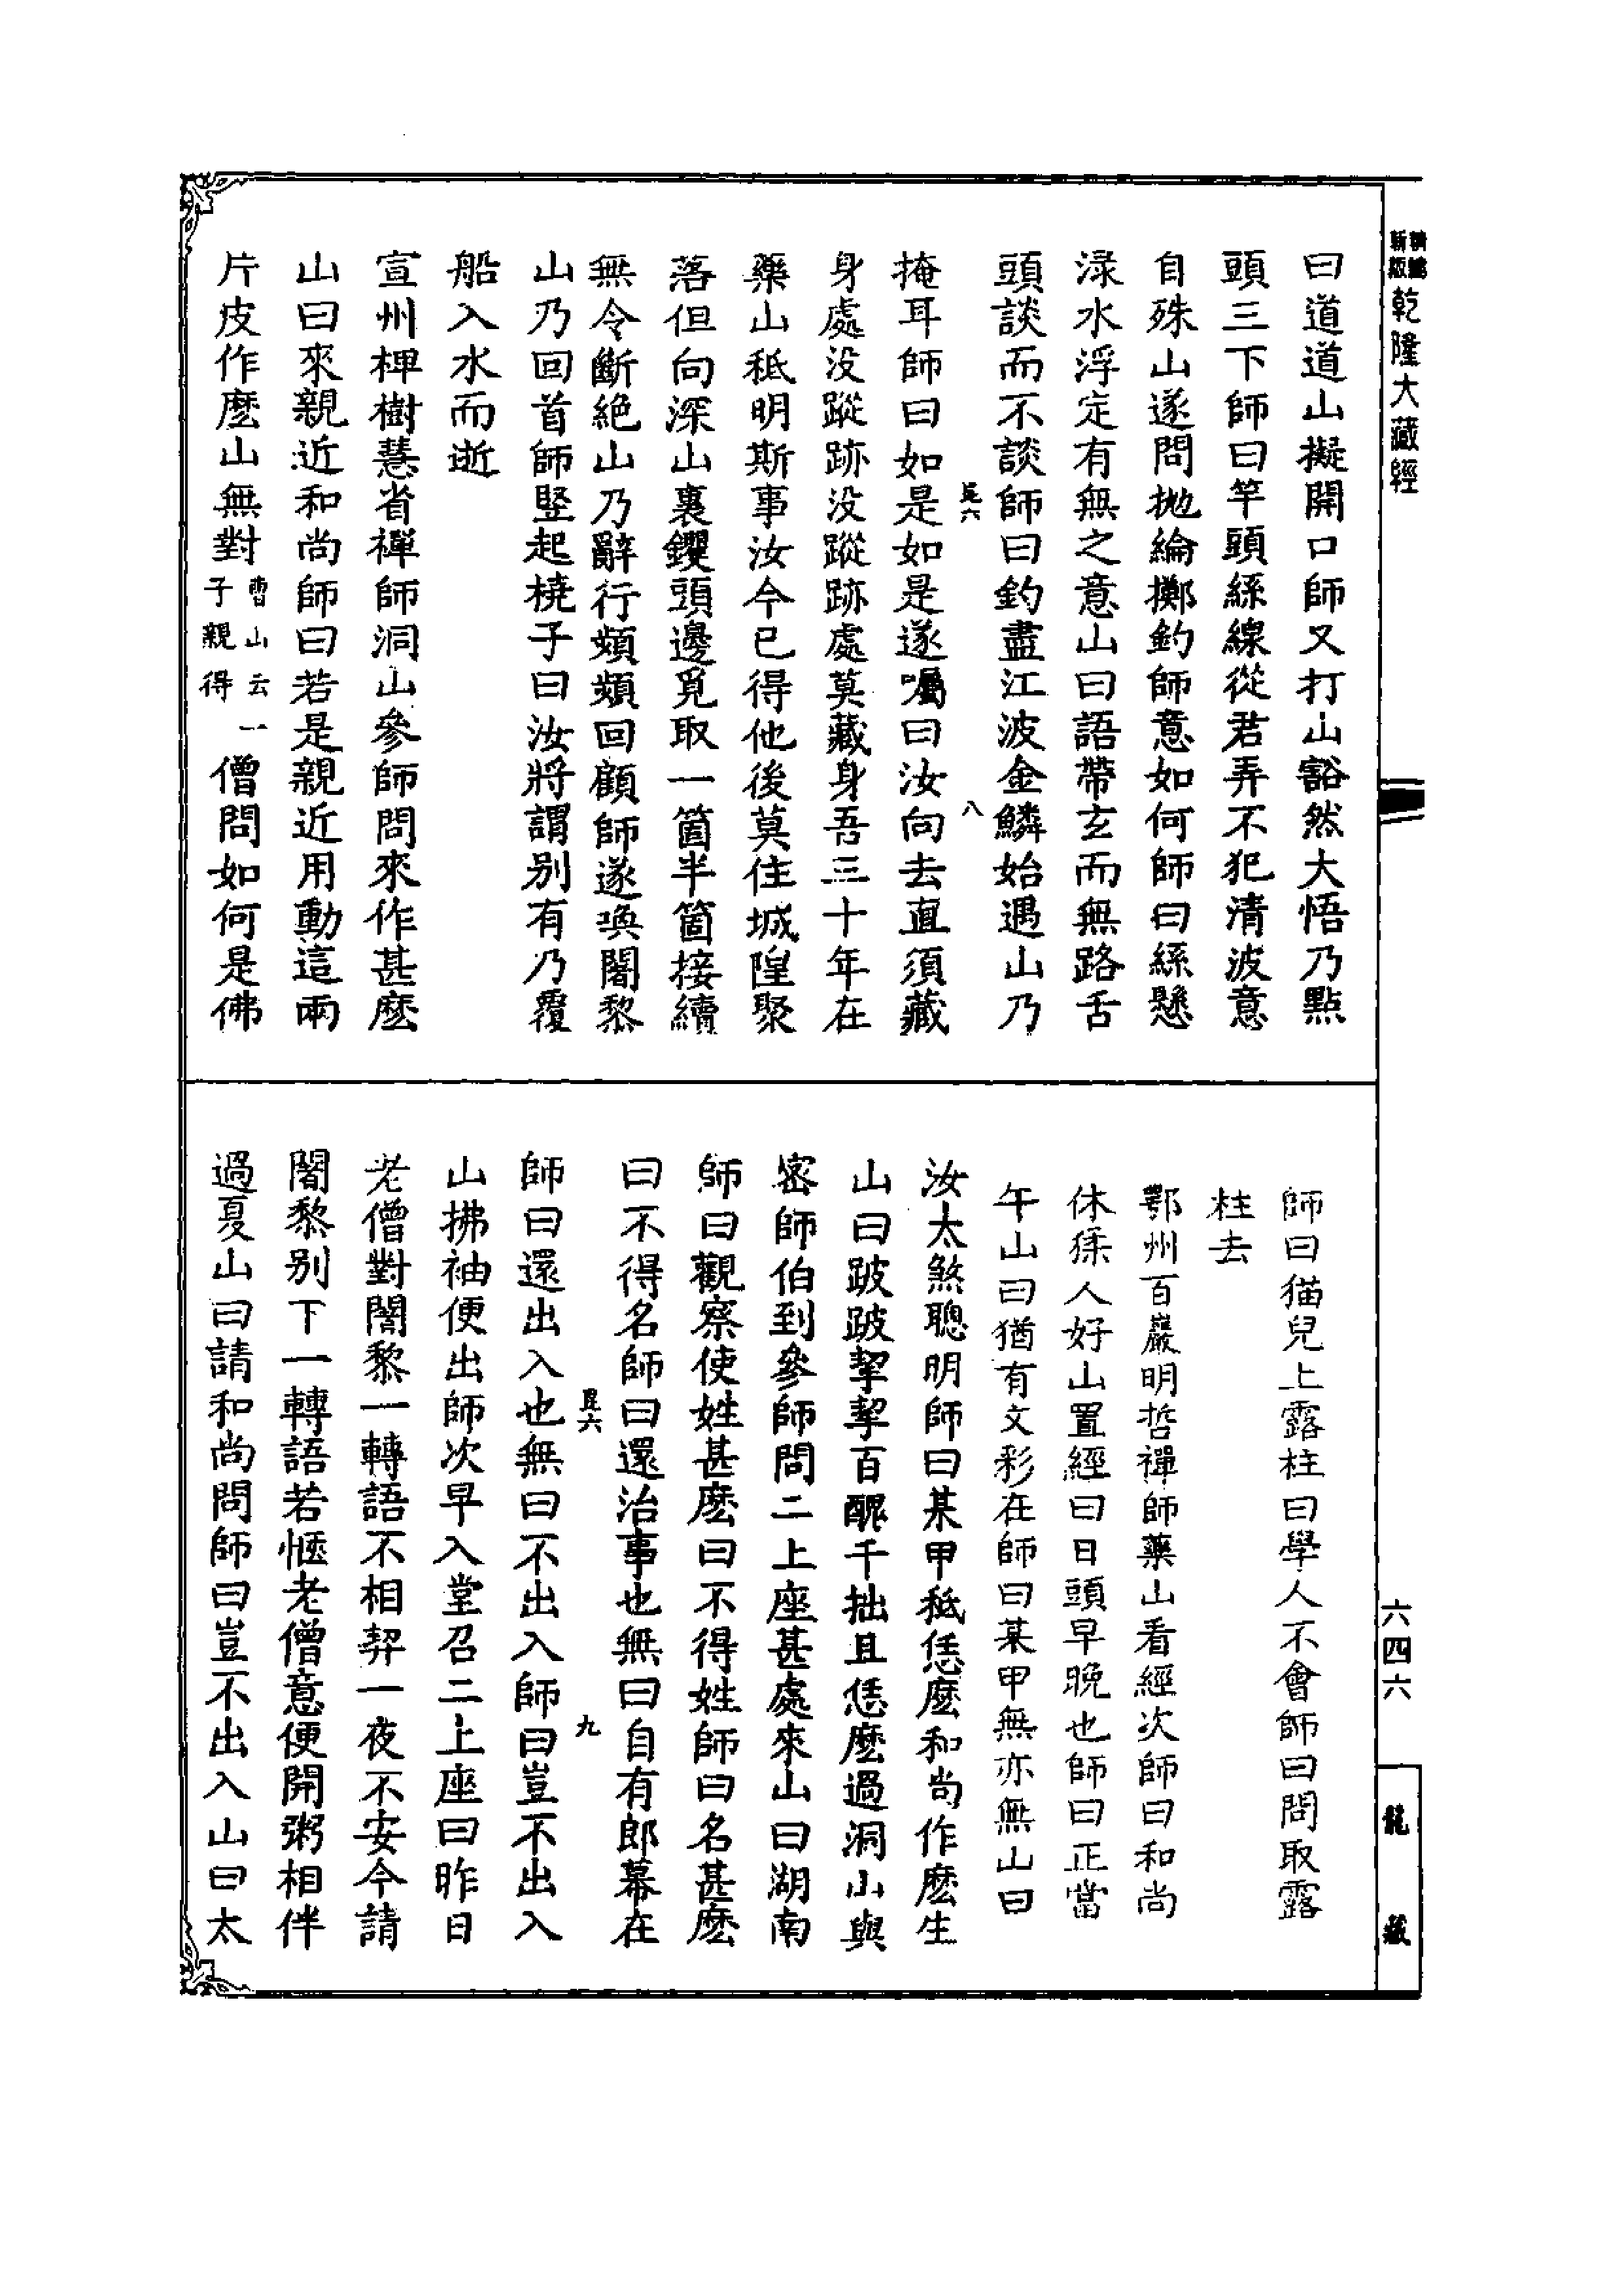 精編
新版
乾隆大藏經
六四六
龍藏
曰道道山擬開口師又打山豁然大悟乃點
頭三下師曰竿頭絲線從君弄不犯清波意
自殊山遂問拋綸擲釣師意如何師曰絲懸
淥水浮定有無之意山曰語帶玄而無路舌
頭談而不談師曰釣盡江波金鱗始遇山乃
昆六
八
掩耳師曰如是如是遂囑曰汝向去直須藏
身處没蹤跡没蹤跡處莫藏身吾三十年在
藥山秪明斯事汝今已得他後莫住城隍聚
落但向深山裏钁頭邊覓取一箇半箇接續
無令斷絶山乃辭行頻頻回顧師遂喚闍黎
山乃回首師竪起橈子曰汝將謂别有乃覆
船入水而逝
宣州椑樹慧省禪師洞山參師問來作甚麽
山曰來親近和尚師曰若是親近用動這兩
片皮作麽山無對曹山云一子親得僧問如何是佛
師曰猫兒上露柱曰學人不會師曰問取露
柱去
鄂州百巖明哲禪師藥山看經次師曰和尚
休猱人好山置經曰日頭早晚也師曰正當
午山曰猶有文彩在師曰某甲無亦無山曰
汝太煞聰明師曰某甲秪恁麽和尚作麽生
山曰跛跛挈挈百醜千拙且恁麽過洞山與
密師伯到參師問二上座甚處來山曰湖南
師曰觀察使姓甚麽曰不得姓師曰名甚麽
曰不得名師曰還治事也無曰自有郎幕在
昆六
九
師曰還出入也無曰不出入師曰豈不出入
山拂袖便出師次早入堂召二上座曰昨日
老僧對闍黎一轉語不相契一夜不安今請
闍黎别下一轉語若愜老僧意便開粥相伴
過夏山曰請和尚問師曰豈不出入山曰太